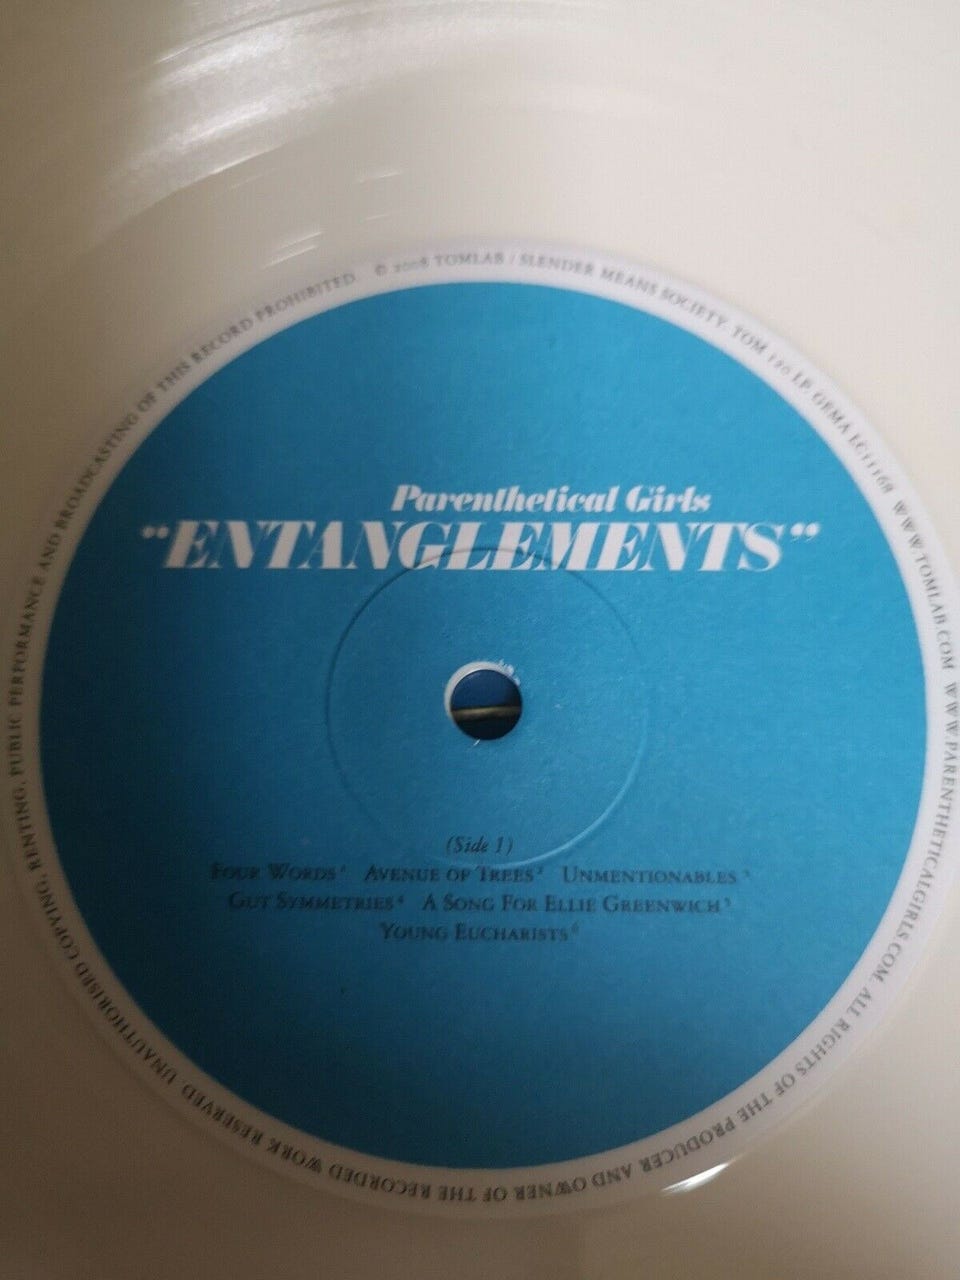 Parenthetical Girls
“ENTANGLEMENTS”
(Side 1)
FOUR WORDS¹ AVENUE OF TREES² UNMENTIONABLES³
GUT SYMMETRIES⁴ A SONG FOR ELLIE GREENWICH⁵
YOUNG EUCHARISTS⁶
© 2008 TOMLAB / SLENDER MEANS SOCIETY. TOM 120 LP. GEMA EC11168 WWW.TOMLAB.COM WWW.PARENTHETICALGIRLS.COM. ALL RIGHTS OF THE PRODUCER AND OWNER OF THE RECORDED WORK RESERVED. UNAUTHORISED COPYING, RENTING, PUBLIC PERFORMANCE AND BROADCASTING OF THIS RECORD PROHIBITED.